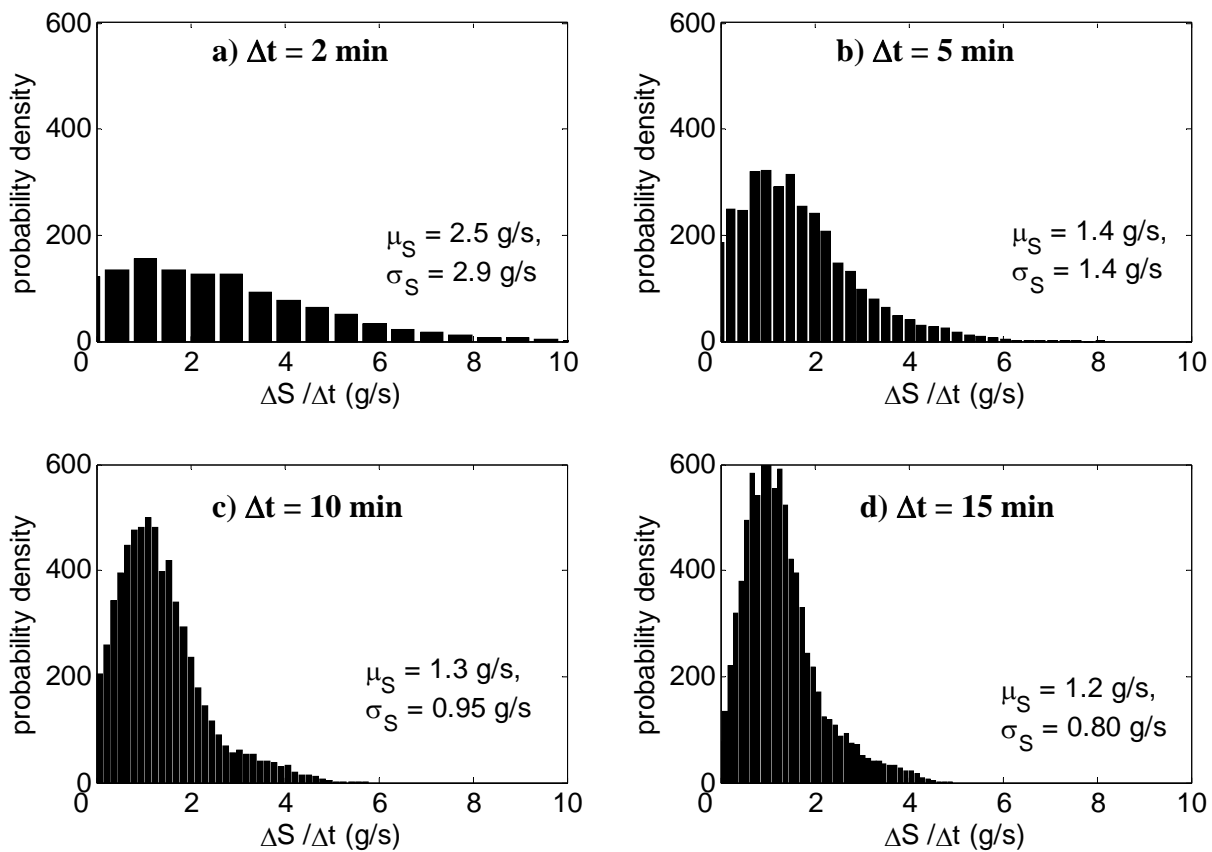 a) Δt = 2 min
probability density
600
400
200
0
μS = 2.5 g/s,
σS = 2.9 g/s
0 2 4 6 8 10
ΔS /Δt (g/s)
b) Δt = 5 min
probability density
600
400
200
0
μS = 1.4 g/s,
σS = 1.4 g/s
0 2 4 6 8 10
ΔS /Δt (g/s)
c) Δt = 10 min
probability density
600
400
200
0
μS = 1.3 g/s,
σS = 0.95 g/s
0 2 4 6 8 10
ΔS /Δt (g/s)
d) Δt = 15 min
probability density
600
400
200
0
μS = 1.2 g/s,
σS = 0.80 g/s
0 2 4 6 8 10
ΔS /Δt (g/s)